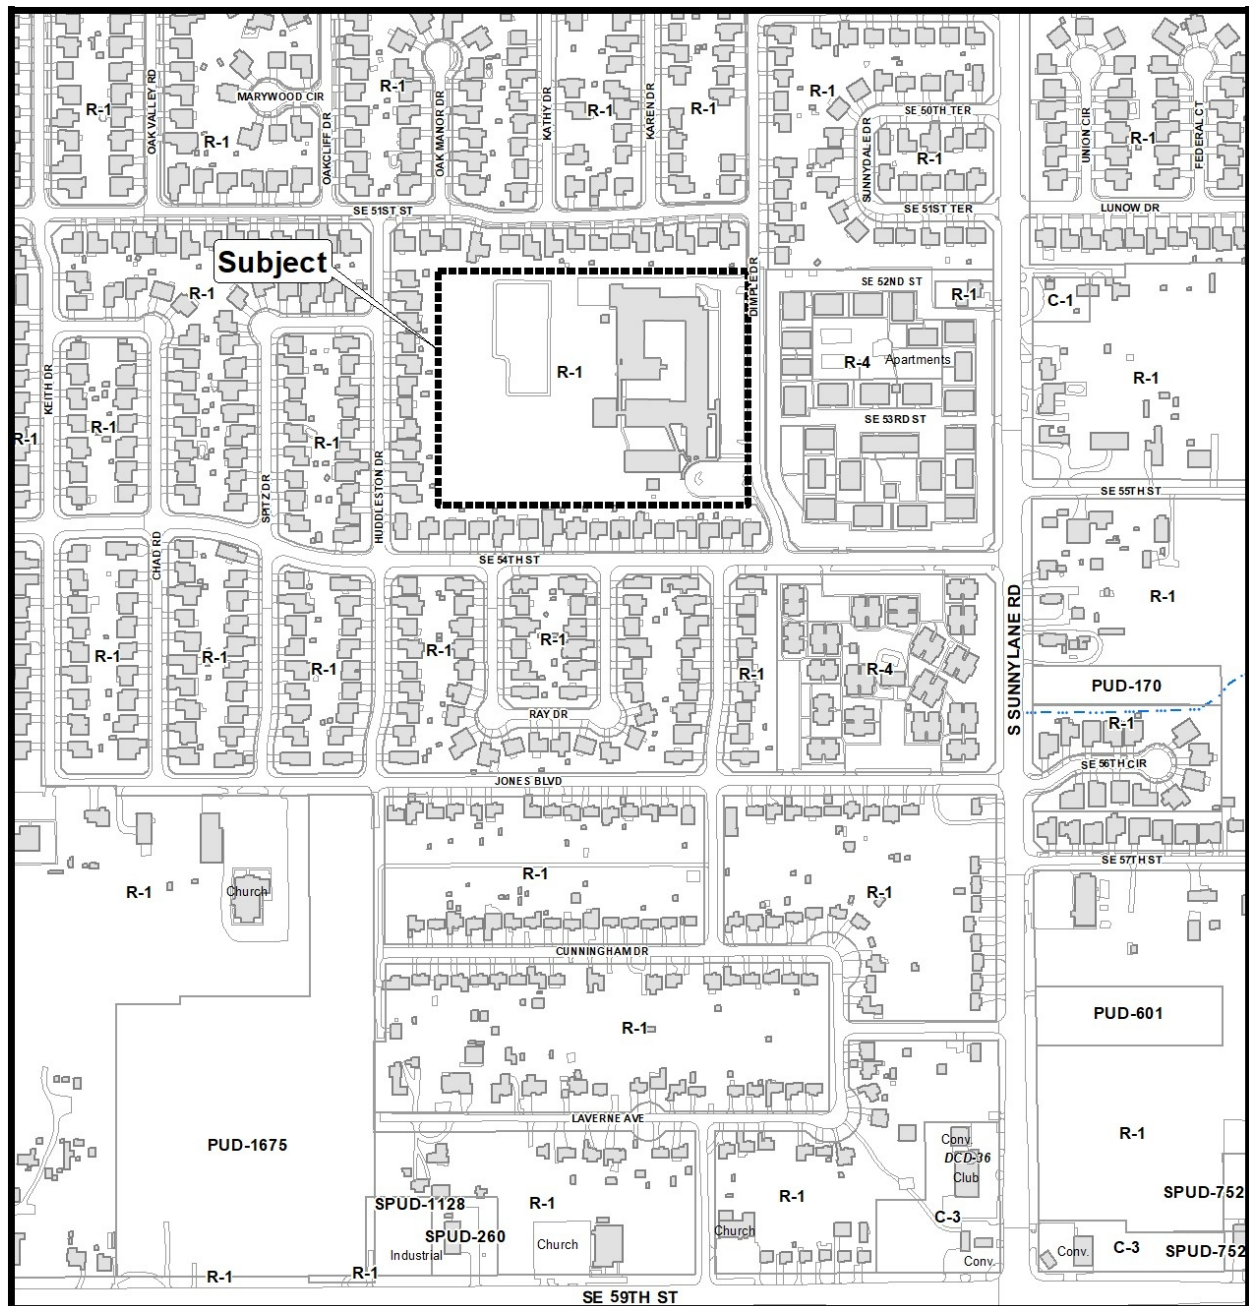 OAK VALLEY RD
R-1
MARYWOOD CIR
R-1
OAKCLIFF DR
R-1
OAK MANOR DR
KATHY DR
R-1
KAREN DR
R-1
R-1
SE 50TH TER
SUNNYDALE DR
R-1
SE 51ST TER
UNION CIR
R-1
FEDERAL CT
LUNOW DR
SE 51ST ST
Subject
R-1
DIMPLE DR
SE 52ND ST
R-1
C-1
R-1
R-4
Apartments
R-1
KEITH DR
R-1
R-1
R-1
SE 53RD ST
HUDDLESTON DR
SPITZ DR
SE 55TH ST
CHAD RD
SE 54TH ST
R-1
R-1
R-1
R-1
R-1
R-1
R-1
R-4
S SUNNYLANE RD
PUD-170
R-1
RAY DR
SE 56TH CIR
JONES BLVD
SE 57TH ST
R-1
Church
R-1
R-1
CUNNINGHAM DR
PUD-601
R-1
LAVERNE AVE
PUD-1675
R-1
Conv.
DCD-36
Club
SPUD-1128
R-1
R-1
SPUD-752
C-3
SPUD-260
Church
Church
Industrial
Conv.
Conv.
C-3
SPUD-752
R-1
R-1
SE 59TH ST